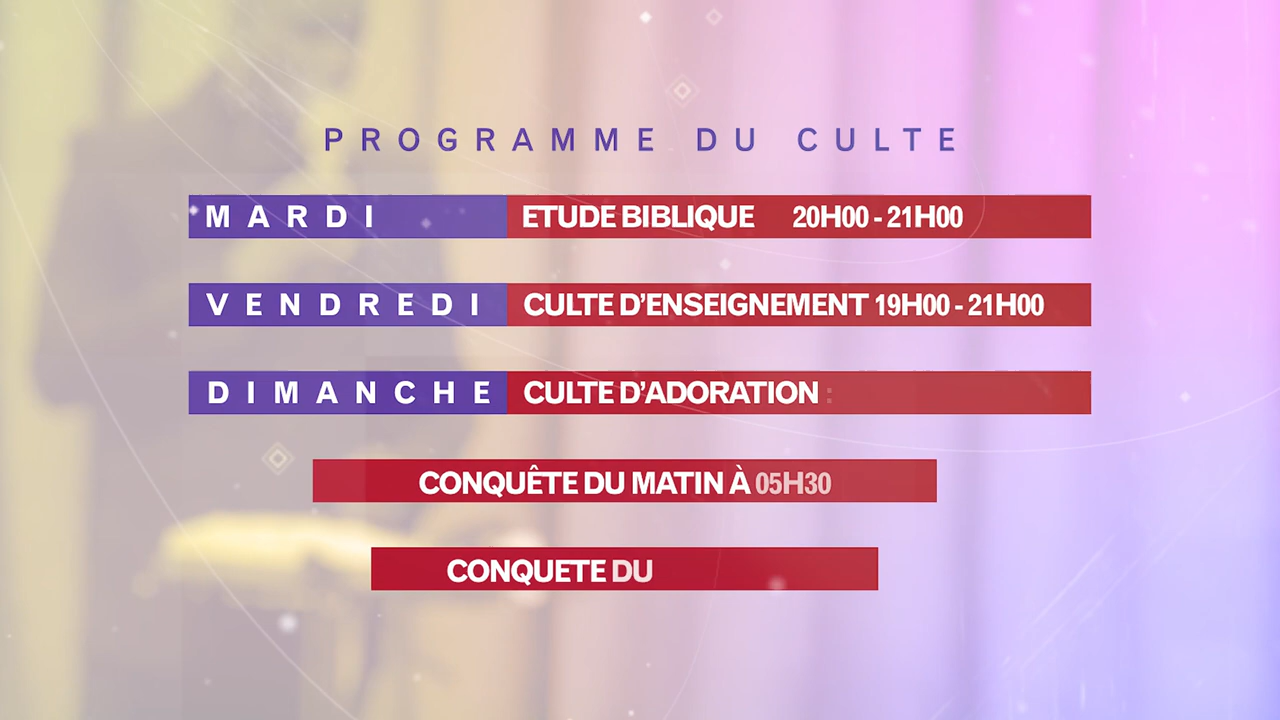 PROGRAMME DU CULTE
MARDI ETUDE BIBLIQUE 20H00 - 21H00
VENDREDI CULTE D’ENSEIGNEMENT 19H00 - 21H00
DIMANCHE CULTE D’ADORATION :
CONQUÊTE DU MATIN À 05H30
CONQUETE DU